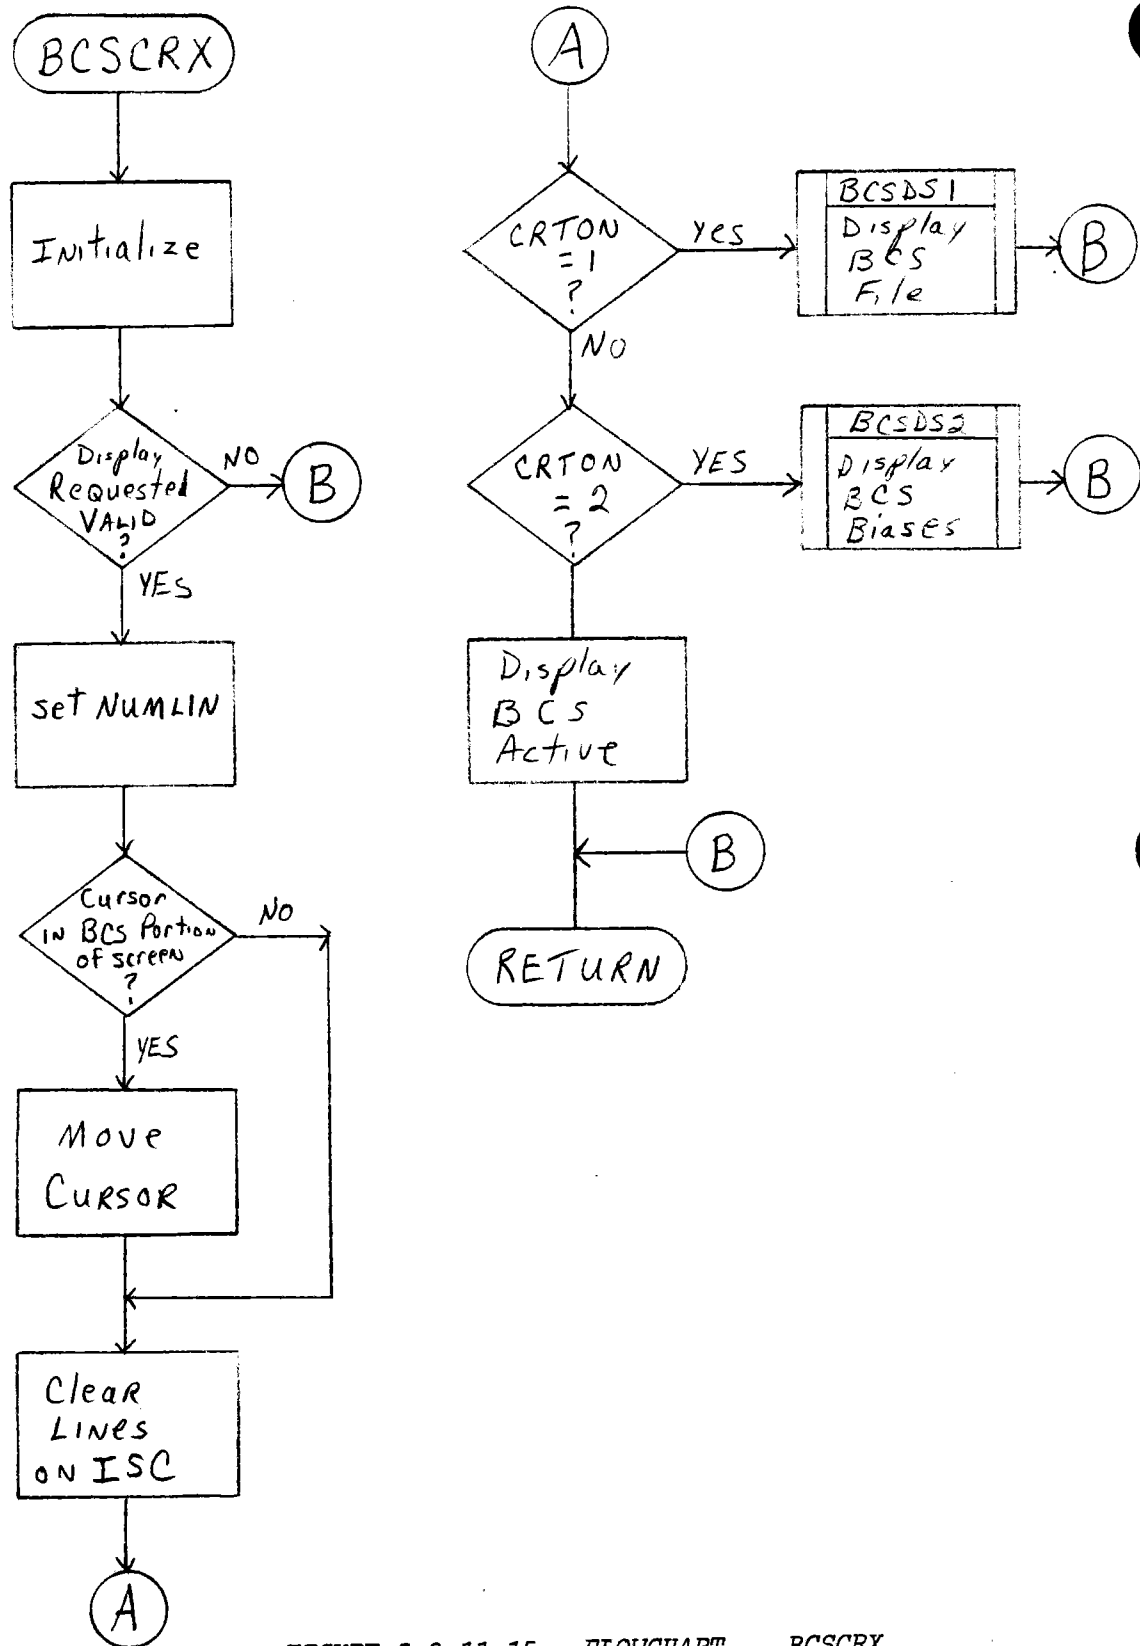 BCSCRX
Initialize
Display
Requested
VALID
?
NO
B
YES
set NUMLIN
Cursor
IN BCS Portion
of screen
?
NO
YES
Move
CURSOR
Clear
LINES
ON ISC
A
A
CRTON
= 1
?
YES
BCSDS1
Display
BCS
File
B
NO
CRTON
= 2
?
YES
BCSDS2
Display
BCS
Biases
B
Display
BCS
Active
B
RETURN
FLOWCHART BCSCRX